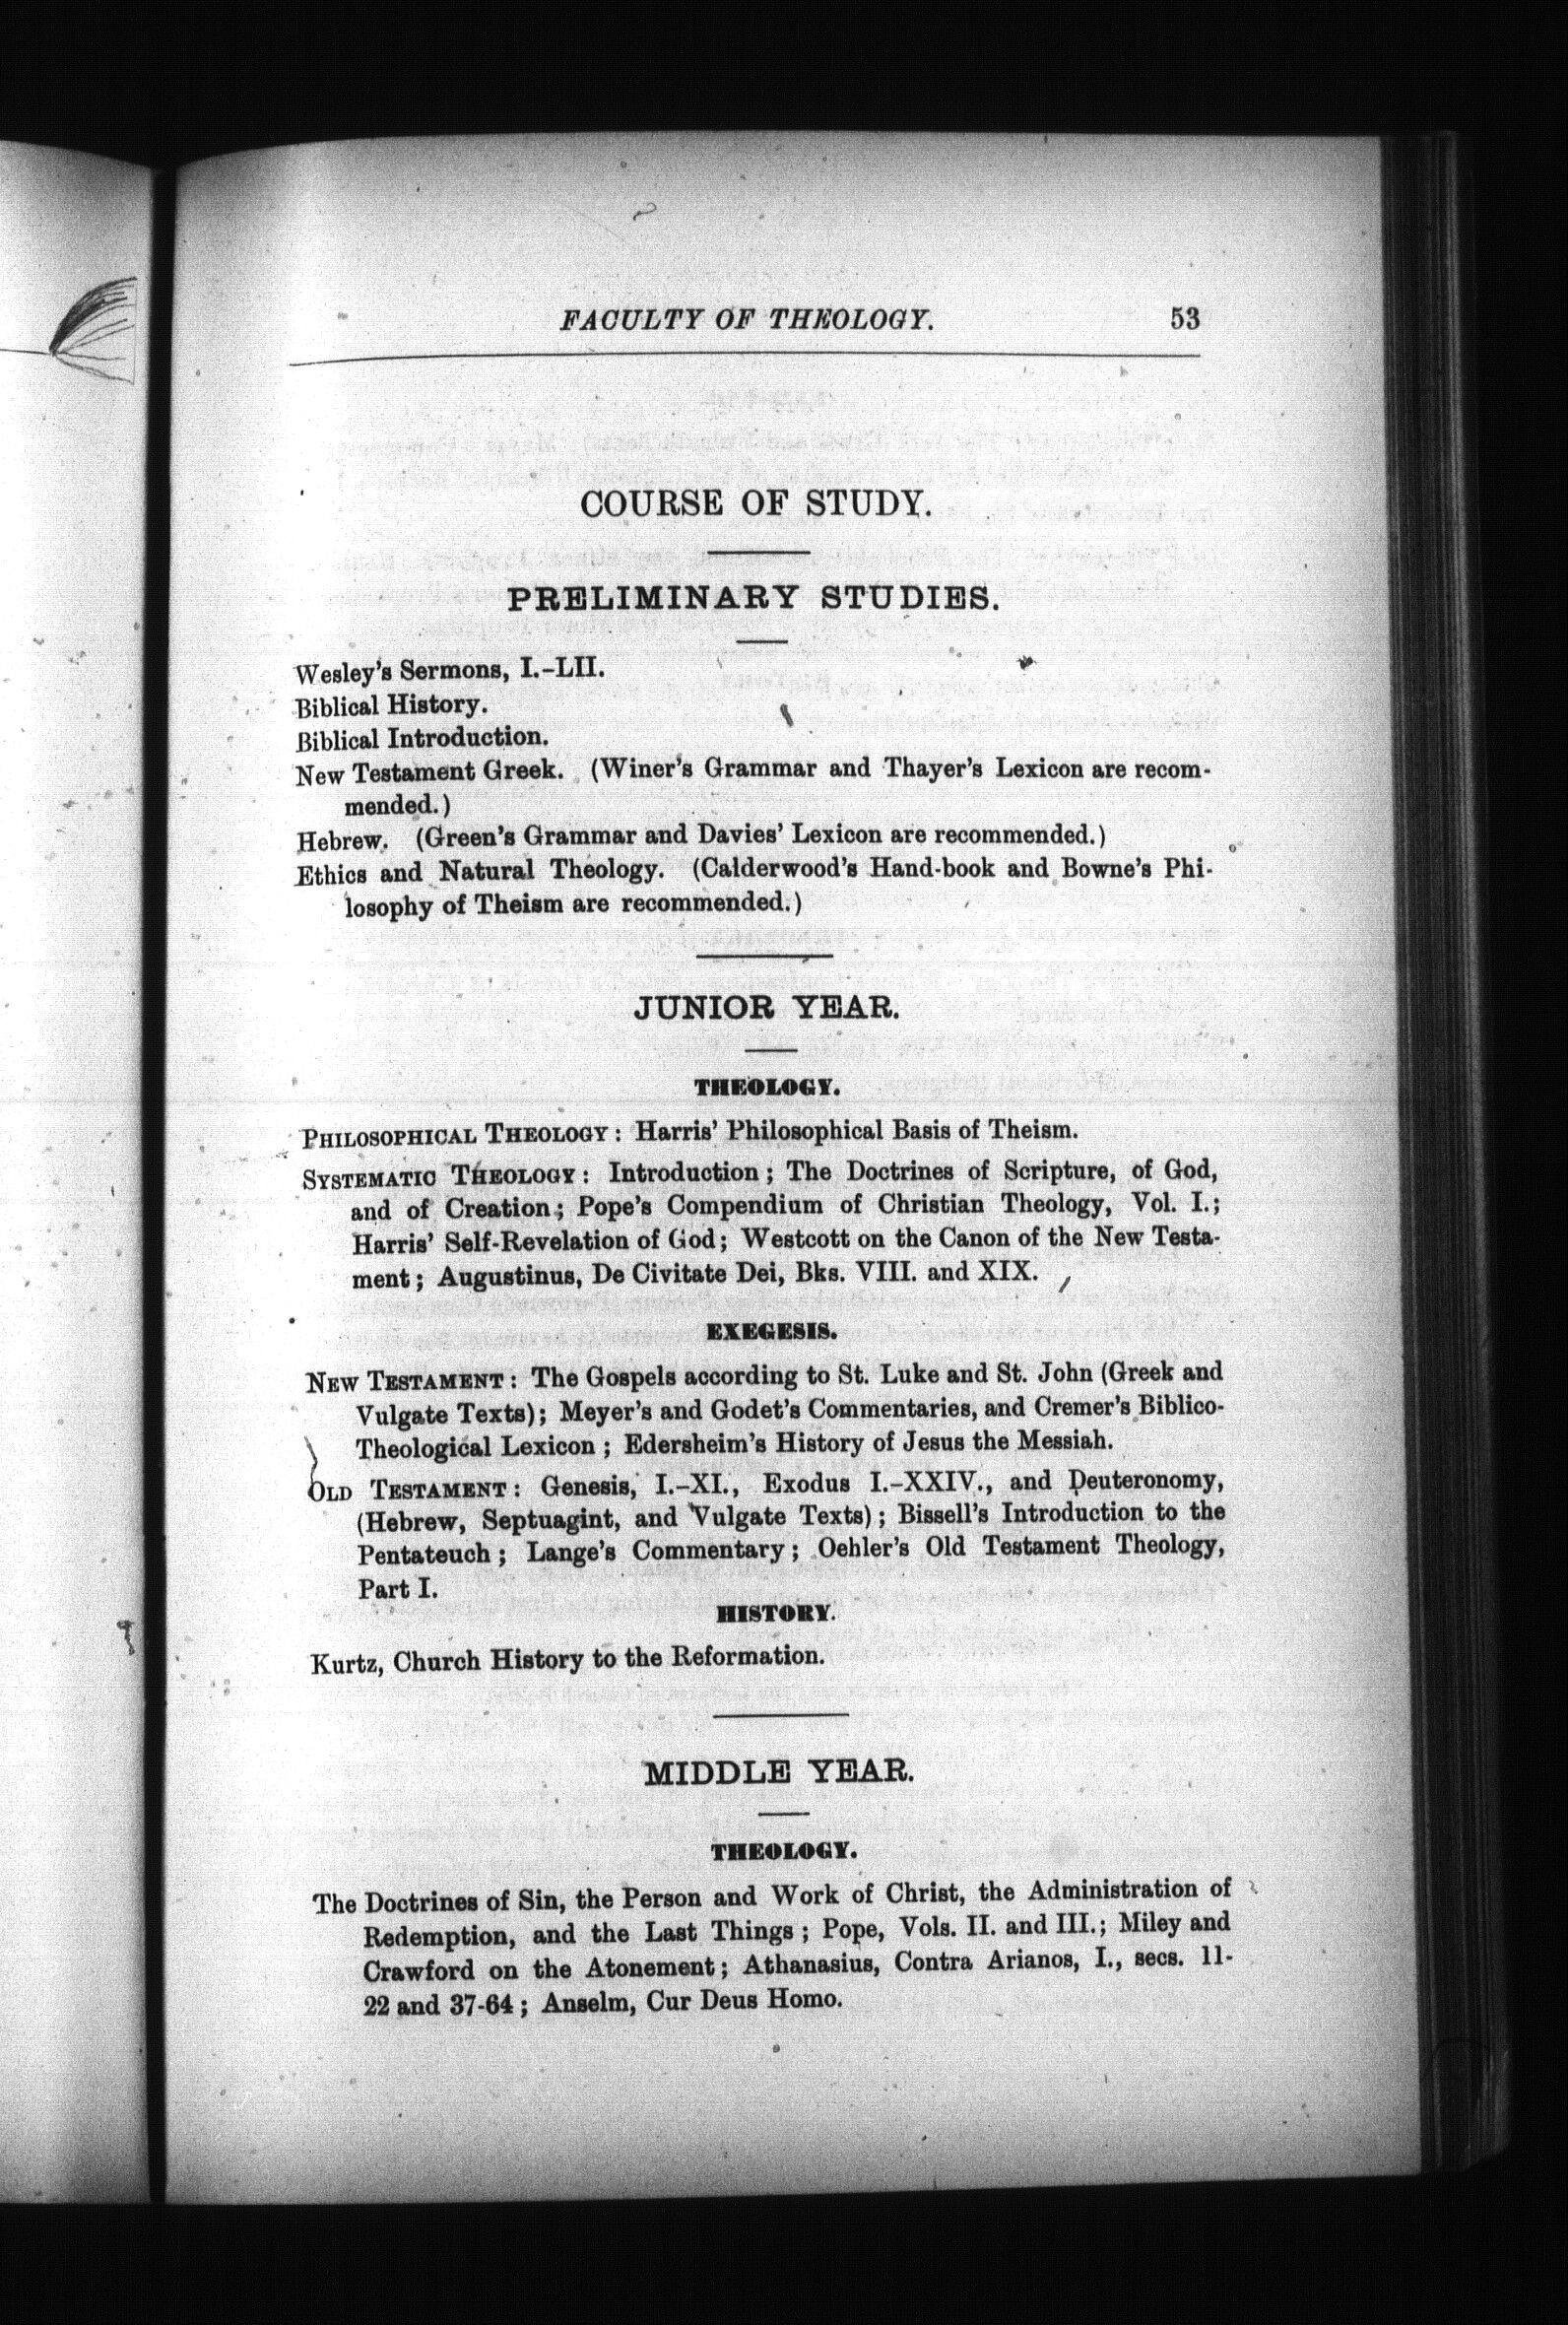 FACULTY OF THEOLOGY. 53
COURSE OF STUDY.
PRELIMINARY STUDIES.
Wesley's Sermons, I.-LII.
Biblical History.
Biblical Introduction.
New Testament Greek. (Winer's Grammar and Thayer's Lexicon are recom-
mended.)
Hebrew. (Green's Grammar and Davies' Lexicon are recommended.)
Ethics and Natural Theology. (Calderwood's Hand-book and Bowne's Phi-
losophy of Theism are recommended.)
JUNIOR YEAR.
THEOLOGY.
PHILOSOPHICAL THEOLOGY: Harris' Philosophical Basis of Theism.
SYSTEMATIC THEOLOGY: Introduction; The Doctrines of Scripture, of God,
and of Creation; Pope's Compendium of Christian Theology, Vol. I.;
Harris' Self-Revelation of God; Westcott on the Canon of the New Testa-
ment; Augustinus, De Civitate Dei, Bks. VIII. and XIX.
EXEGESIS.
NEW TESTAMENT: The Gospels according to St. Luke and St. John (Greek and
Vulgate Texts); Meyer's and Godet's Commentaries, and Cremer's Biblico-
Theological Lexicon; Edersheim's History of Jesus the Messiah.
OLD TESTAMENT: Genesis, I.-XI., Exodus I.-XXIV., and Deuteronomy,
(Hebrew, Septuagint, and Vulgate Texts); Bissell's Introduction to the
Pentateuch; Lange's Commentary; Oehler's Old Testament Theology,
Part I.
HISTORY.
Kurtz, Church History to the Reformation.
MIDDLE YEAR.
THEOLOGY.
The Doctrines of Sin, the Person and Work of Christ, the Administration of
Redemption, and the Last Things; Pope, Vols. II. and III.; Miley and
Crawford on the Atonement; Athanasius, Contra Arianos, I., secs. 11-
22 and 37-64; Anselm, Cur Deus Homo.